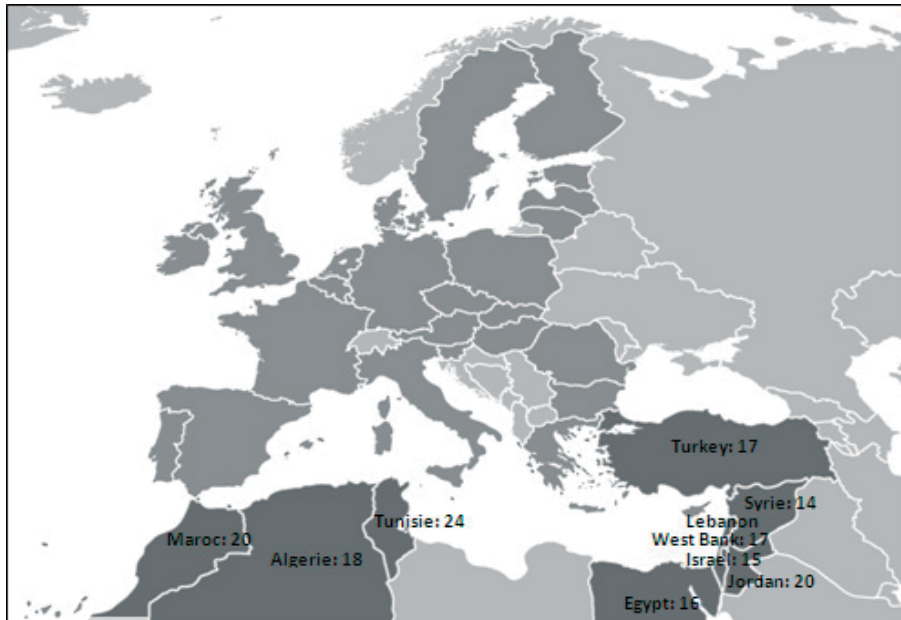 Turkey: 17
Syrie: 14
Lebanon
Tunisie: 24
Maroc: 20
West Bank: 17
Algerie: 18
Israel: 15
Jordan: 20
Egypt: 16